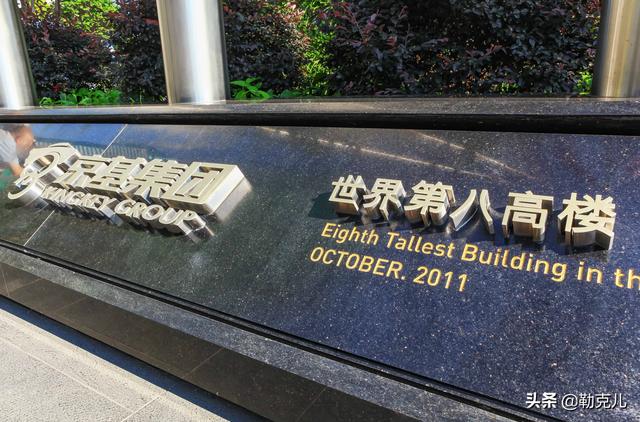 京基集团
KINGKEY GROUP
世界第八高楼
Eighth Tallest Building in th
OCTOBER. 2011
头条 @勒克儿